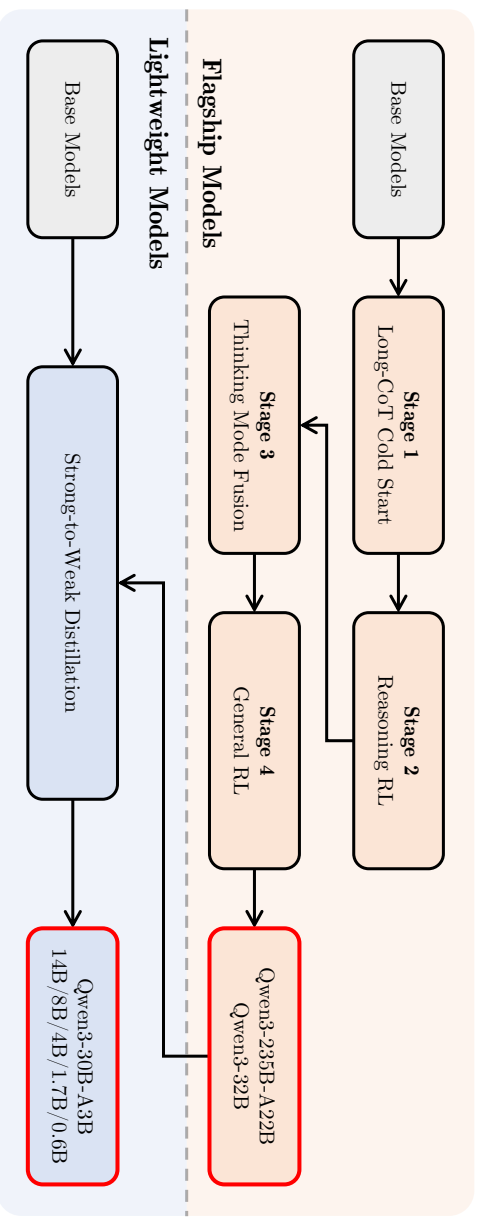 Base Models
Stage 1
Long-CoT Cold Start
Stage 2
Reasoning RL
Stage 3
Thinking Mode Fusion
Stage 4
General RL
Qwen3-235B-A22B
Qwen3-32B
Flagship Models
Lightweight Models
Base Models
Strong-to-Weak Distillation
Qwen3-30B-A3B
14B/8B/4B/1.7B/0.6B